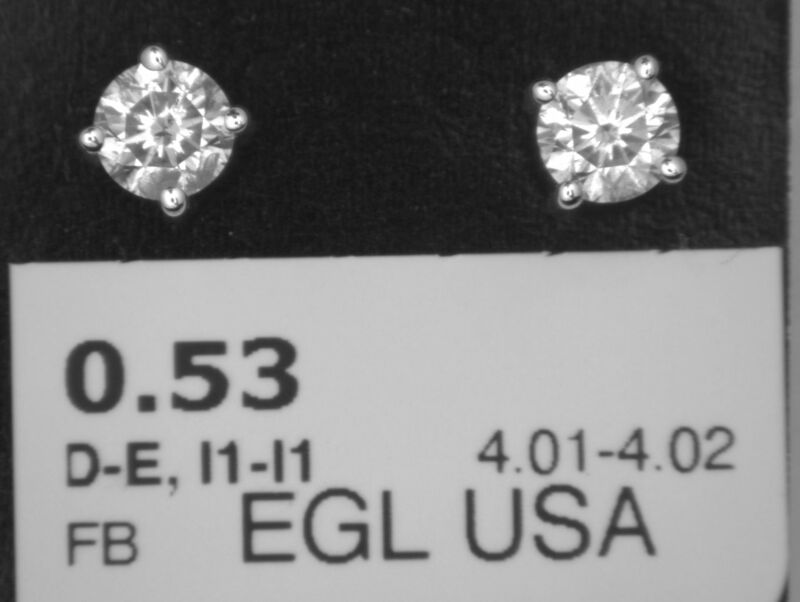 0.53
D-E, I1-I1 4.01-4.02
FB EGL USA